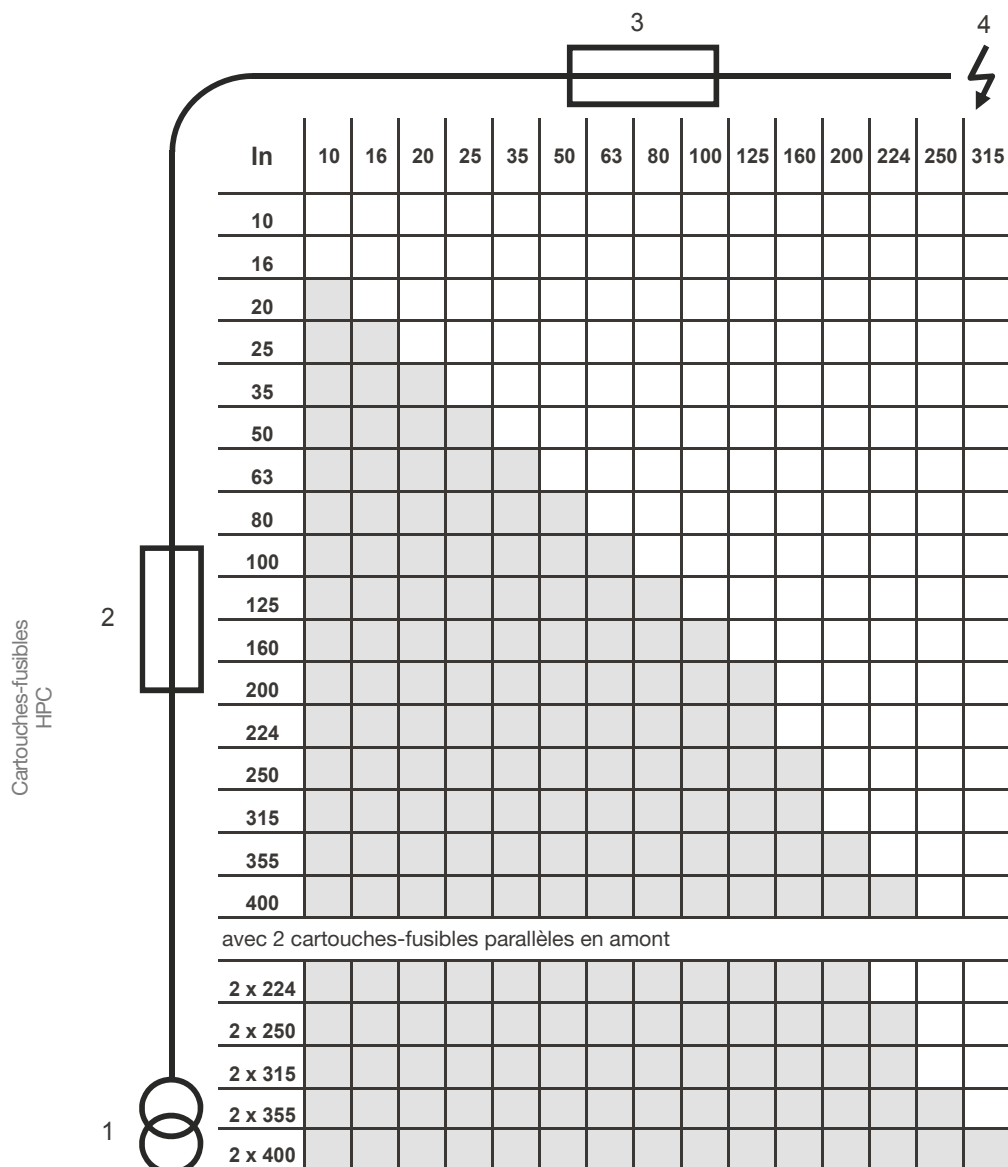 3
4
In 10 16 20 25 35 50 63 80 100 125 160 200 224 250 315
10
16
20
25
35
50
63
80
100
125
2
160
200
224
250
315
355
400
Cartouches-fusibles
HPC
avec 2 cartouches-fusibles parallèles en amont
2 x 224
2 x 250
2 x 315
2 x 355
1
2 x 400